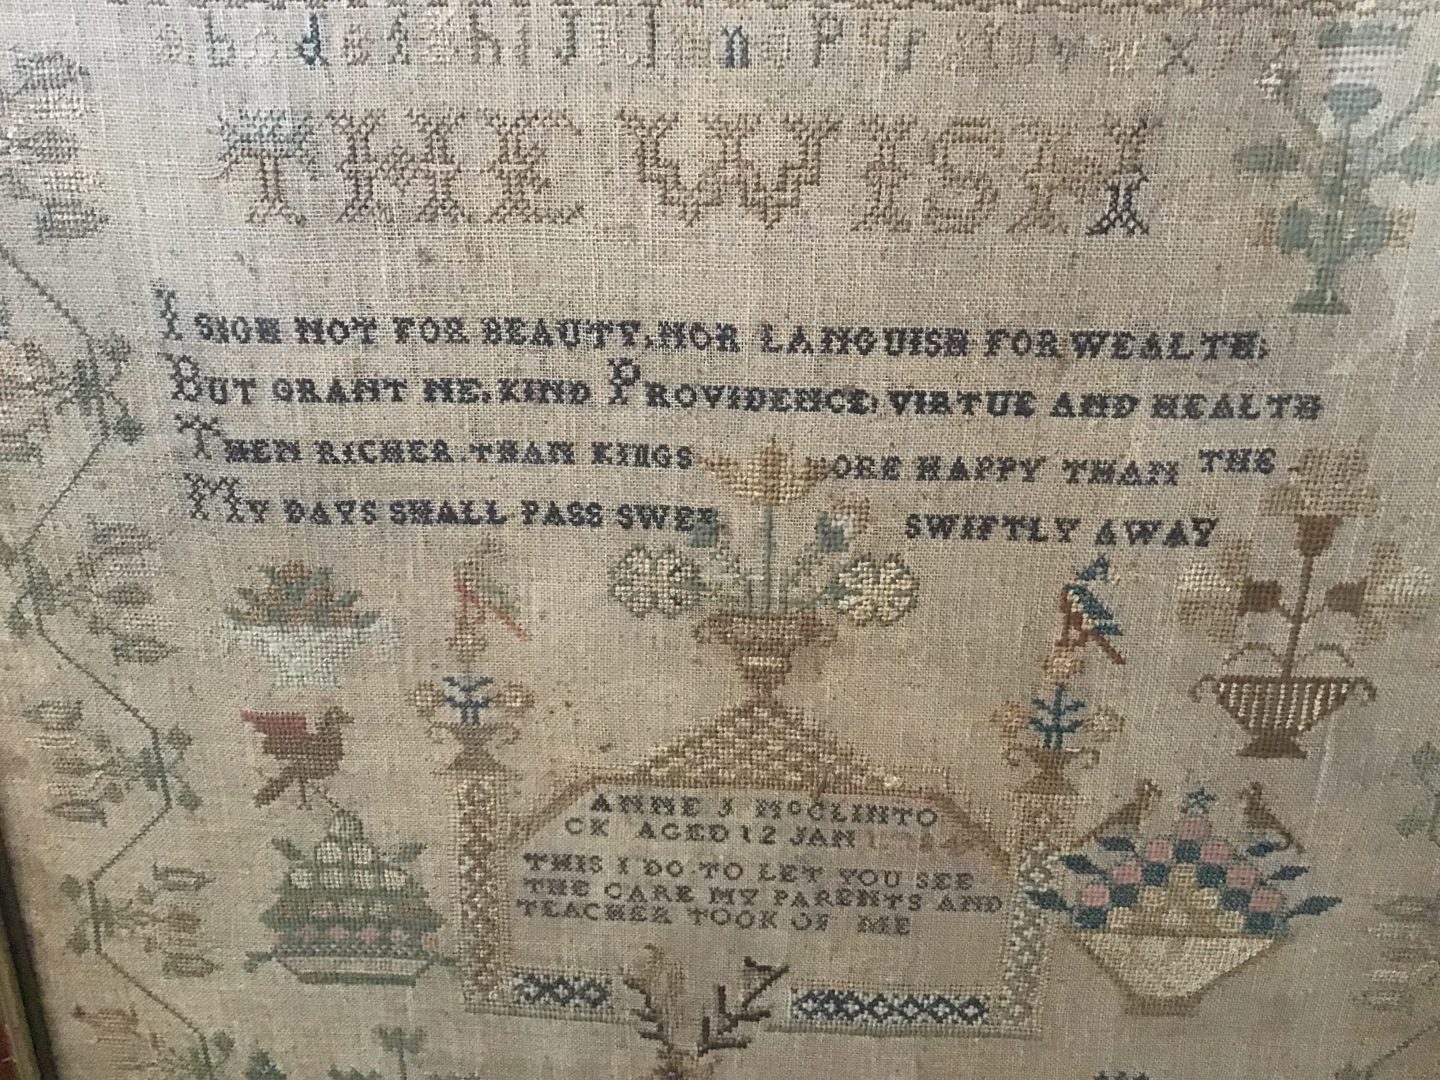 b d h i J n o P q r v w x
THE WISH
I SIGH NOT FOR BEAUTY, NOR LANGUISH FOR WEALTH;
BUT GRANT ME, KIND PROVIDENCE, VIRTUE AND HEALTH
THEN RICHER THAN KINGS ORE HAPPY THAN THE
MY DAYS SHALL PASS SWEE SWIFTLY AWAY
ANNE J McCLINTO
CK AGED 12 JAN
THIS I DO TO LET YOU SEE
THE CARE MY PARENTS AND
TEACHER TOOK OF ME